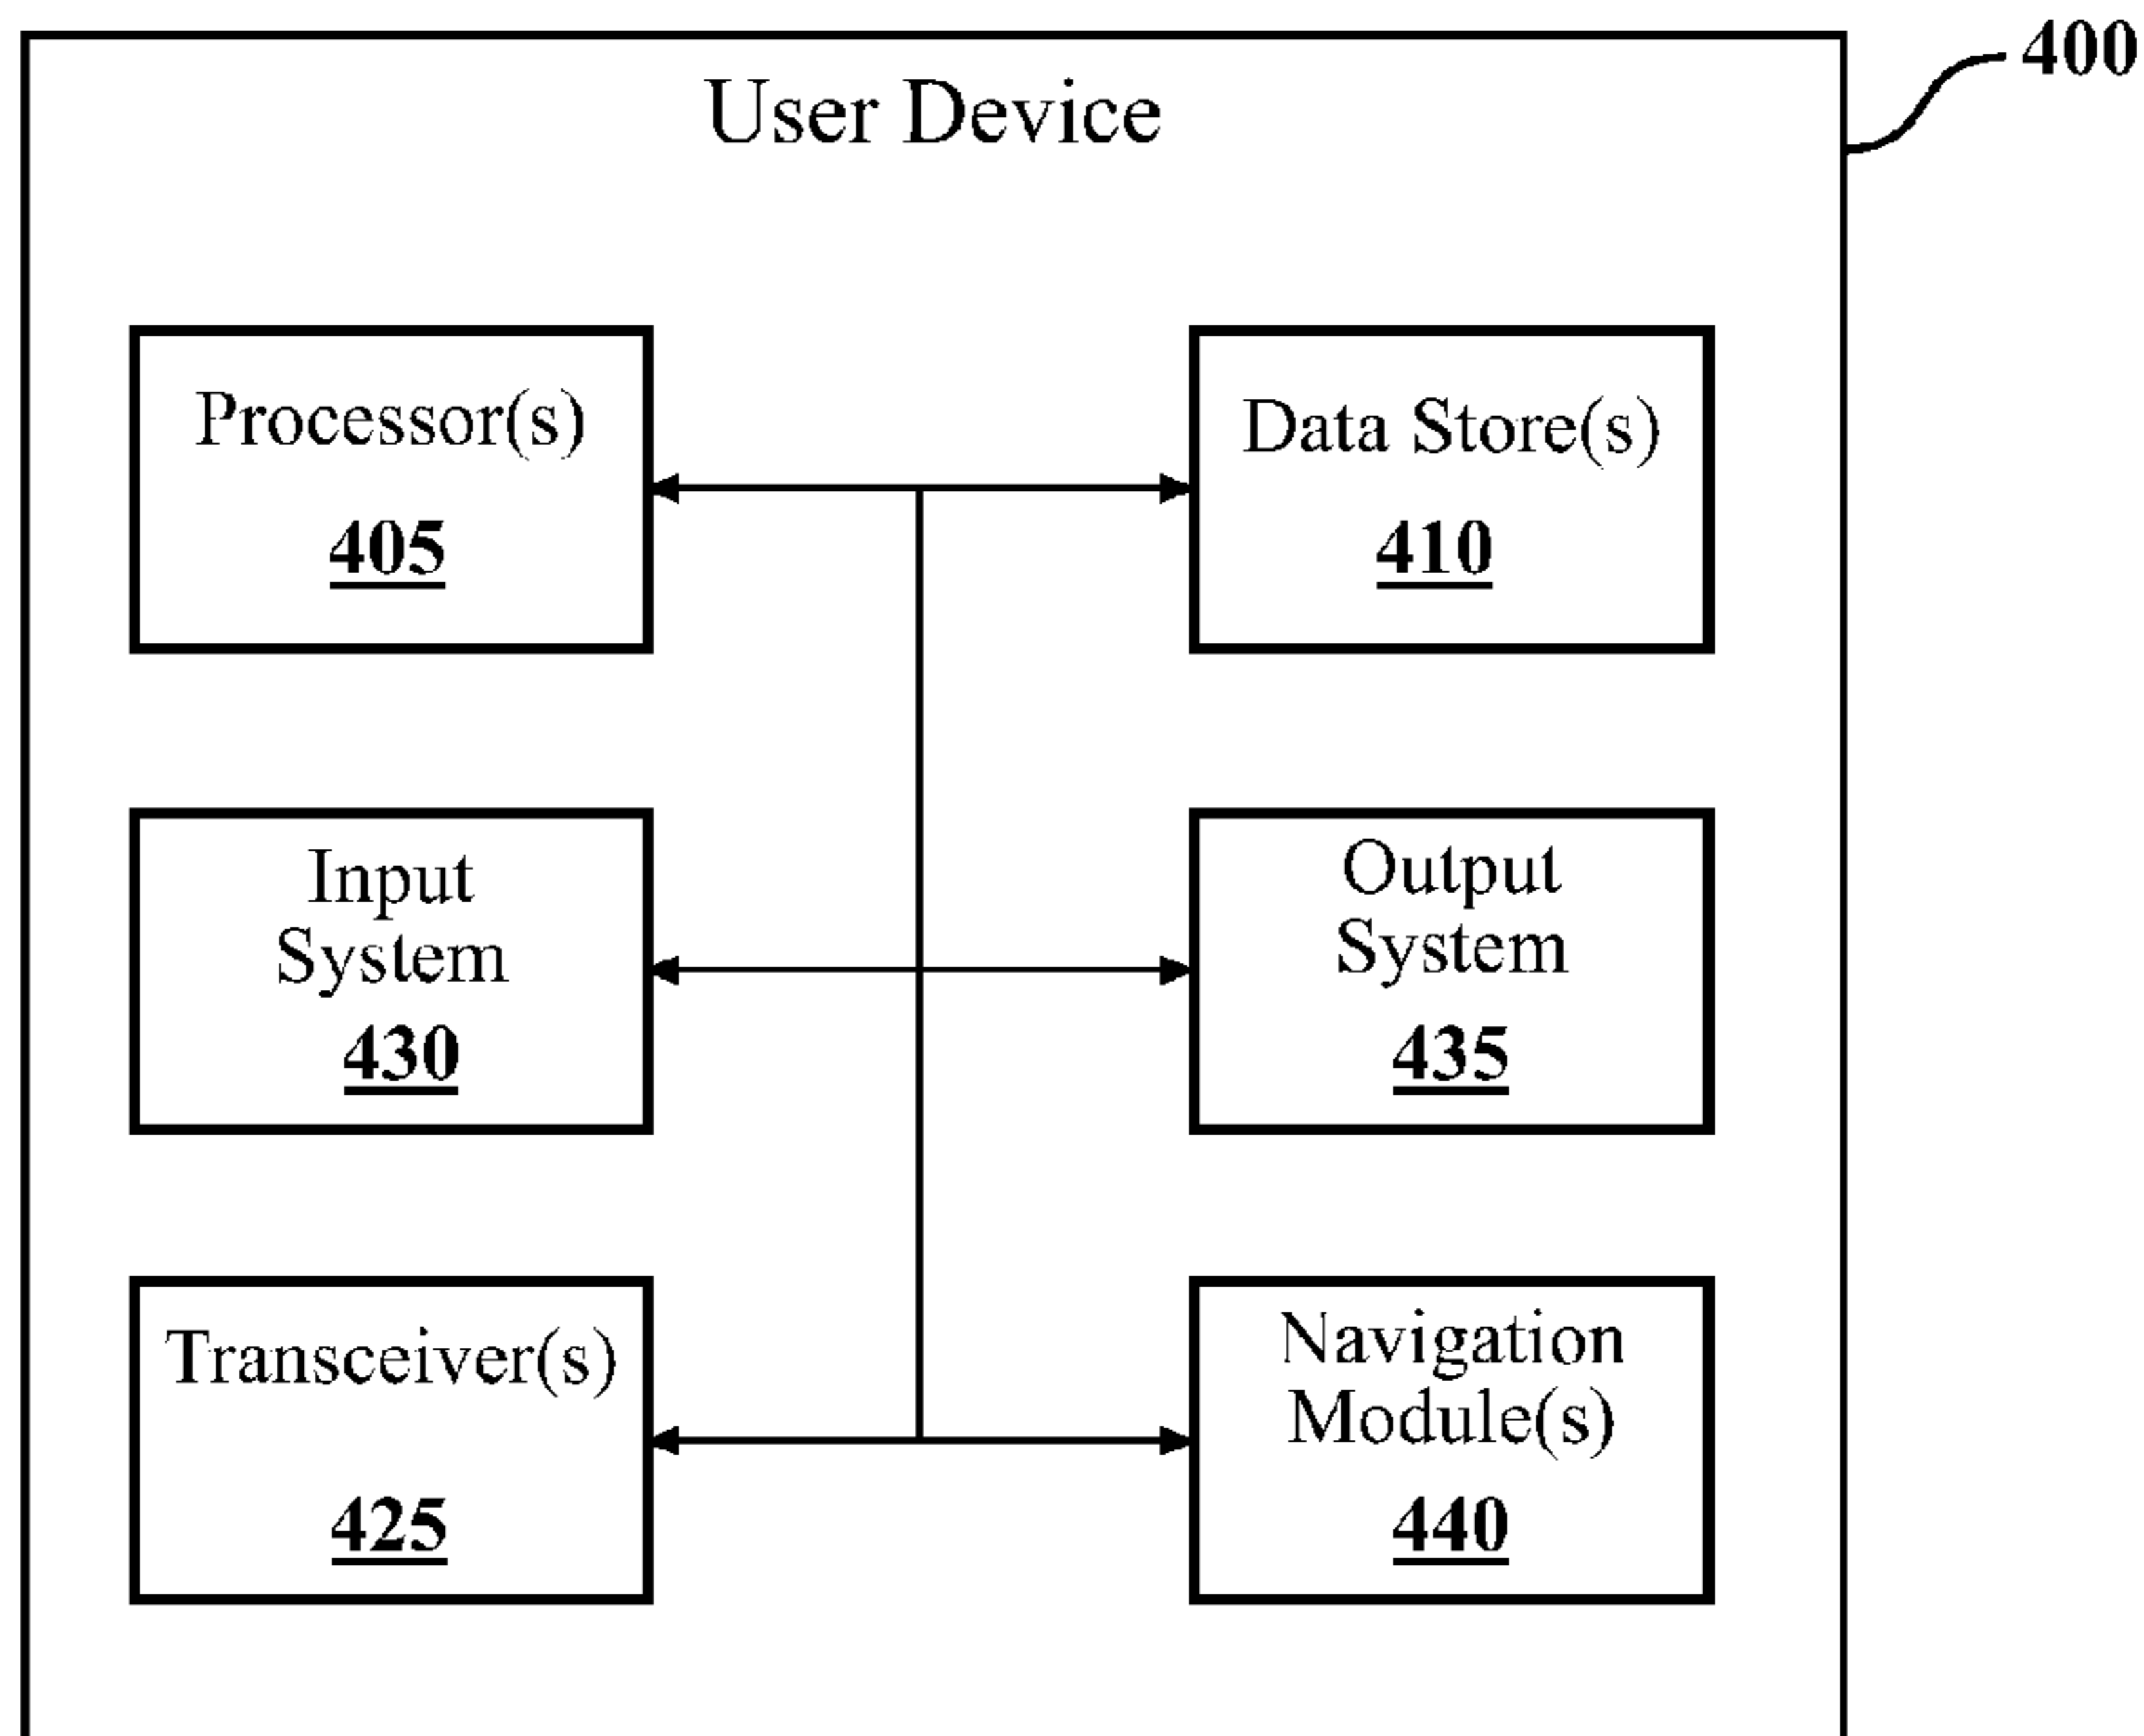 400
User Device
Processor(s)
405
Data Store(s)
410
Input
System
430
Output
System
435
Transceiver(s)
425
Navigation
Module(s)
440